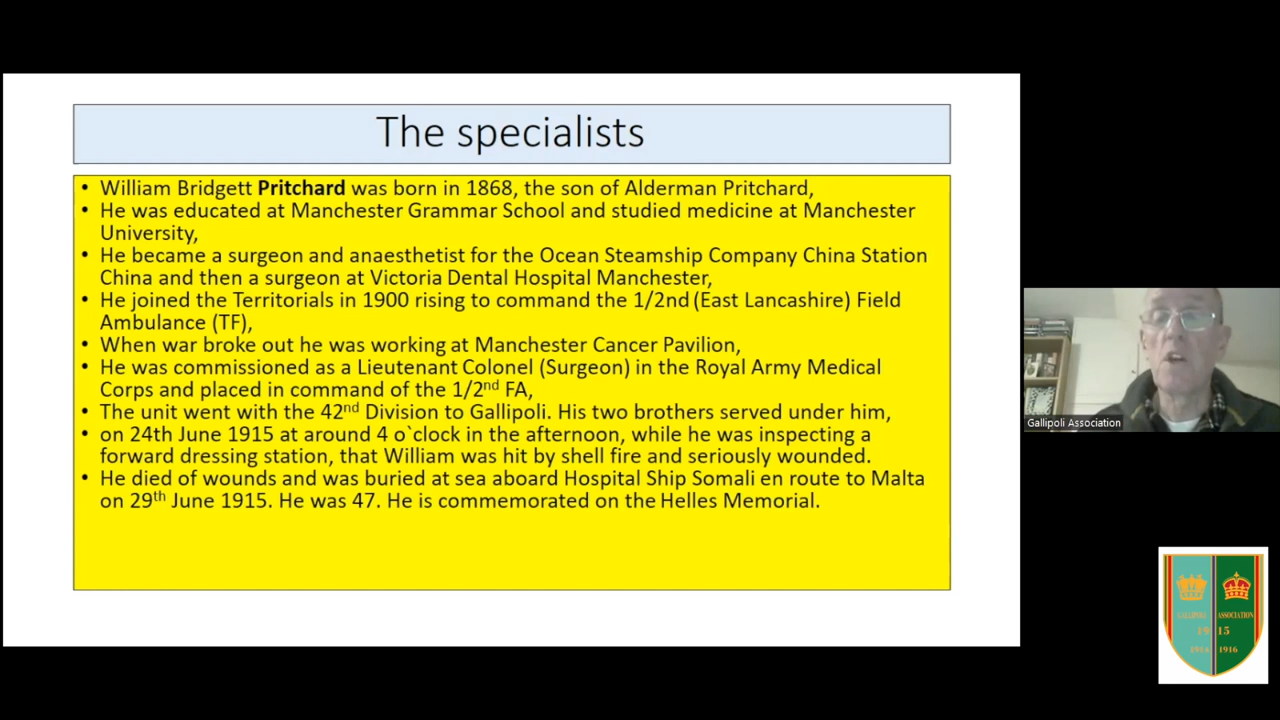 The specialists
• William Bridgett Pritchard was born in 1868, the son of Alderman Pritchard,
• He was educated at Manchester Grammar School and studied medicine at Manchester
University,
• He became a surgeon and anaesthetist for the Ocean Steamship Company China Station
China and then a surgeon at Victoria Dental Hospital Manchester,
• He joined the Territorials in 1900 rising to command the 1/2nd (East Lancashire) Field
Ambulance (TF),
• When war broke out he was working at Manchester Cancer Pavilion,
• He was commissioned as a Lieutenant Colonel (Surgeon) in the Royal Army Medical
Corps and placed in command of the 1/2nd FA,
• The unit went with the 42nd Division to Gallipoli. His two brothers served under him,
• on 24th June 1915 at around 4 o`clock in the afternoon, while he was inspecting a
forward dressing station, that William was hit by shell fire and seriously wounded.
• He died of wounds and was buried at sea aboard Hospital Ship Somali en route to Malta
on 29th June 1915. He was 47. He is commemorated on the Helles Memorial.
Gallipoli Association
GALLIPOLI ASSOCIATION
1915
1914 1916